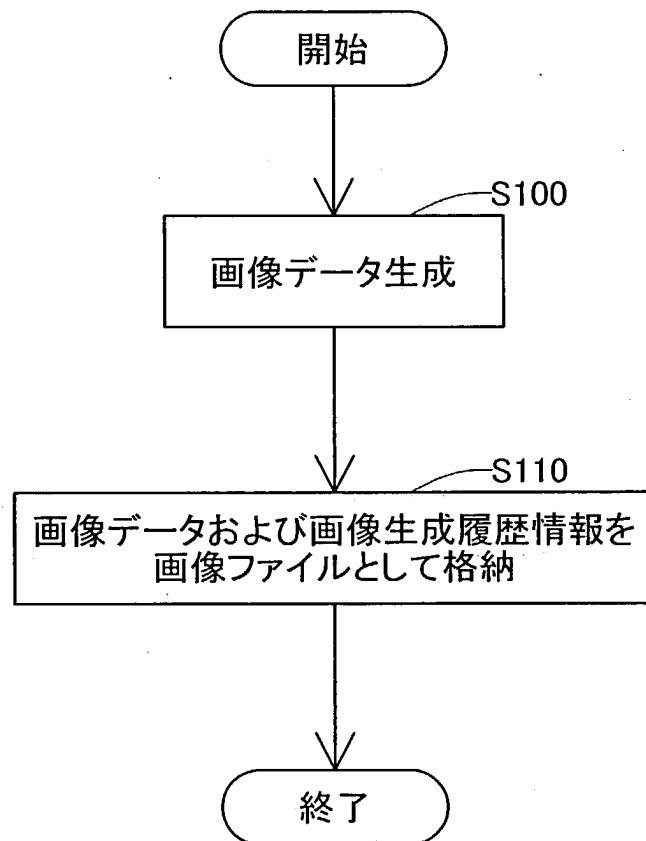 開始
S100
画像データ生成
S110
画像データおよび画像生成履歴情報を
画像ファイルとして格納
終了